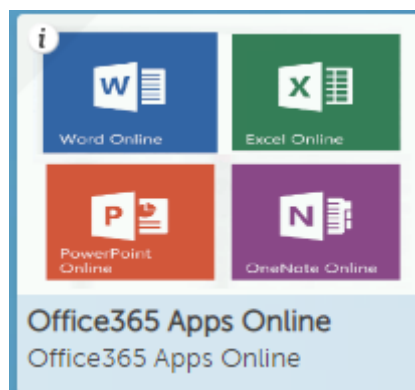 i
W
Word Online
X
Excel Online
P
PowerPoint
Online
N
OneNote Online
Office365 Apps Online
Office365 Apps Online